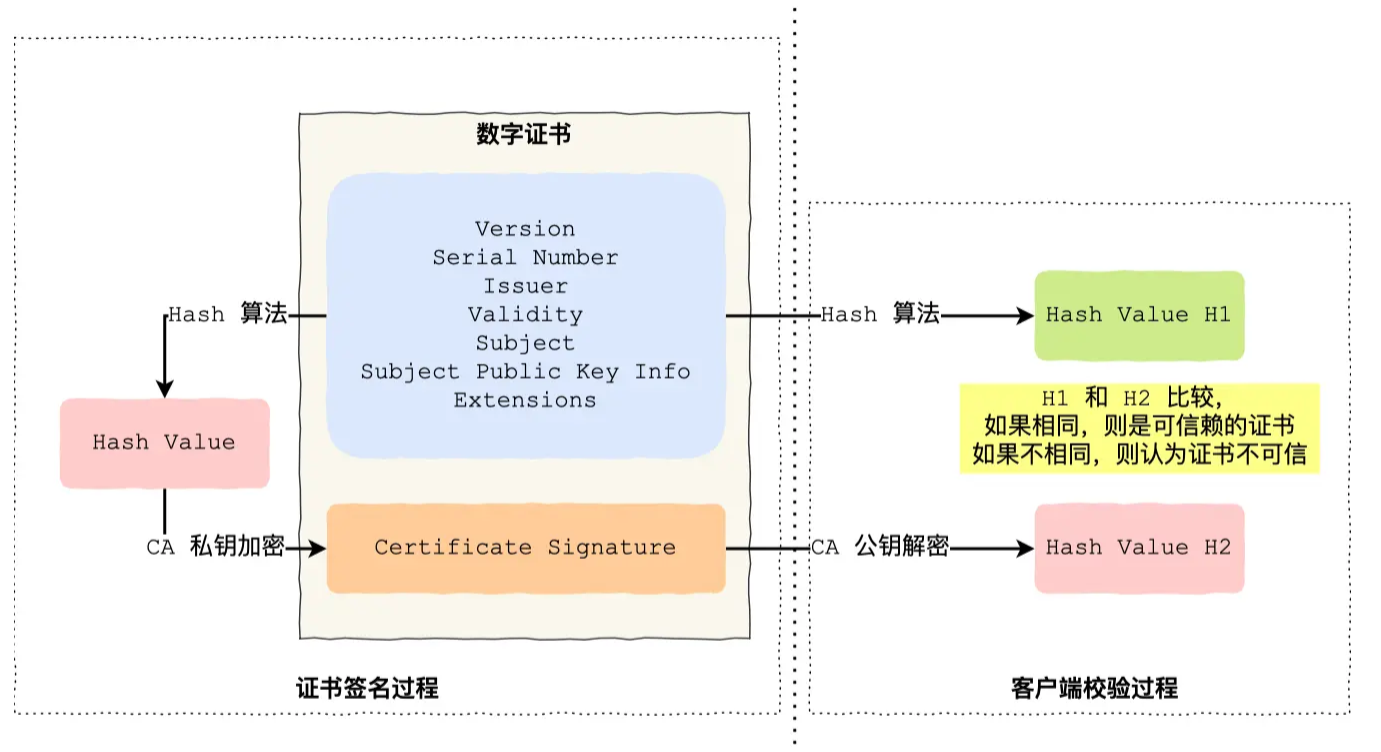 数字证书
Version
Serial Number
Issuer
Validity
Subject
Subject Public Key Info
Extensions
Hash 算法
Hash Value
CA 私钥加密
Certificate Signature
证书签名过程
Hash 算法
Hash Value H1
H1 和 H2 比较，
如果相同，则是可信赖的证书
如果不相同，则认为证书不可信
CA 公钥解密
Hash Value H2
客户端校验过程